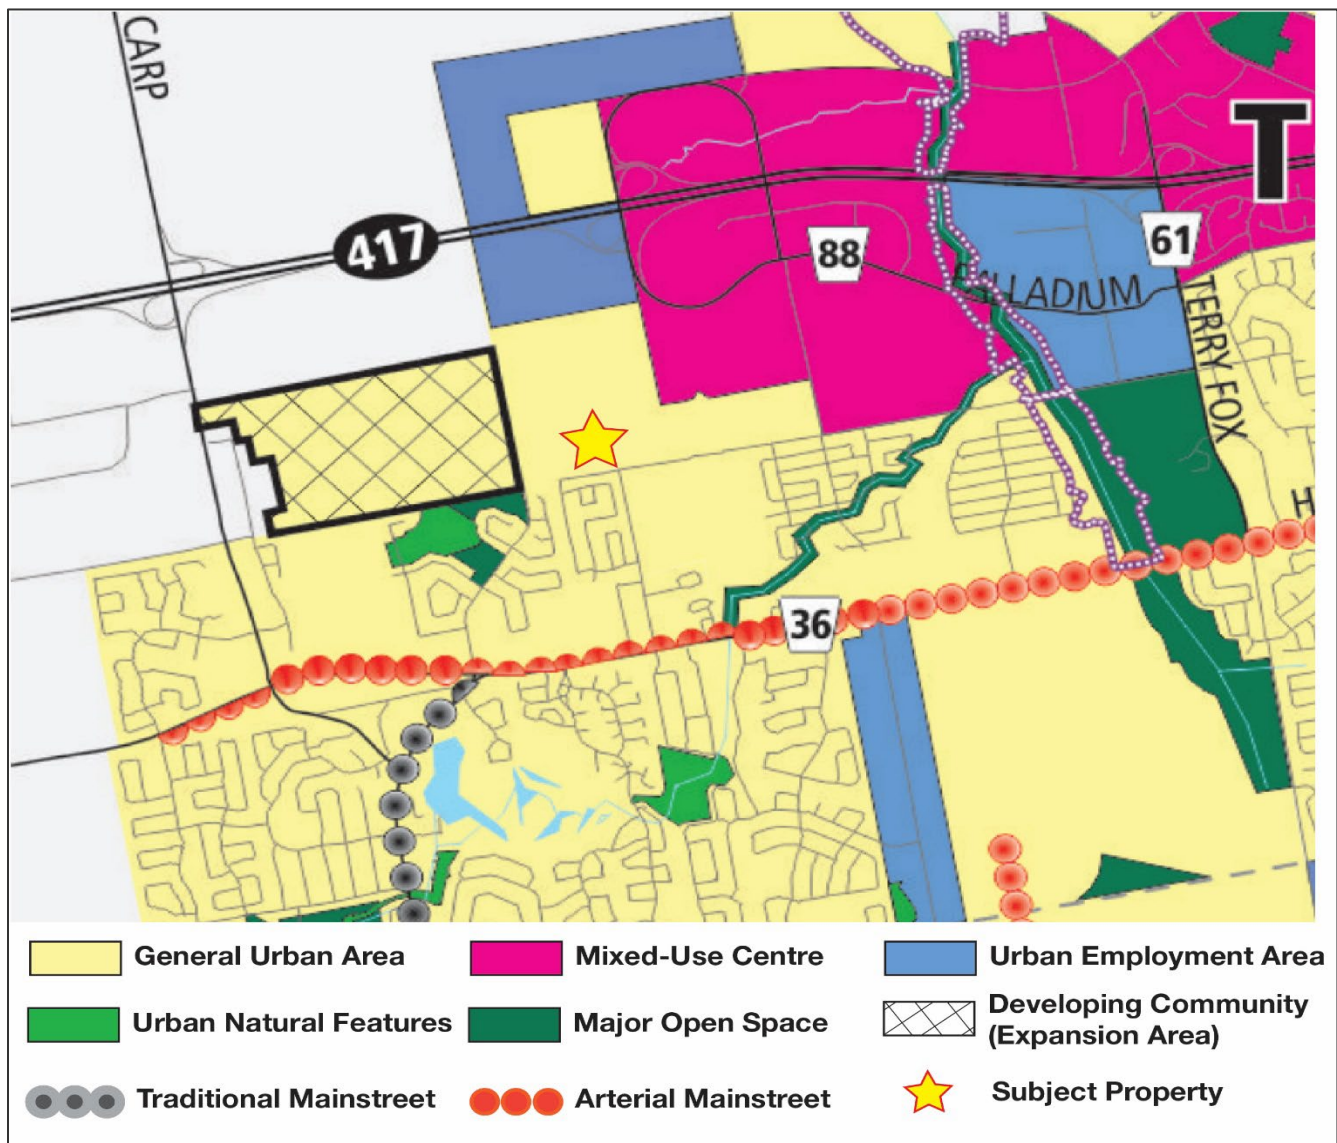 CARP
T
417
88
61
PALLADIUM
TERRY FOX
H
36
General Urban Area
Mixed-Use Centre
Urban Employment Area
Urban Natural Features
Major Open Space
Developing Community
(Expansion Area)
Traditional Mainstreet
Arterial Mainstreet
Subject Property